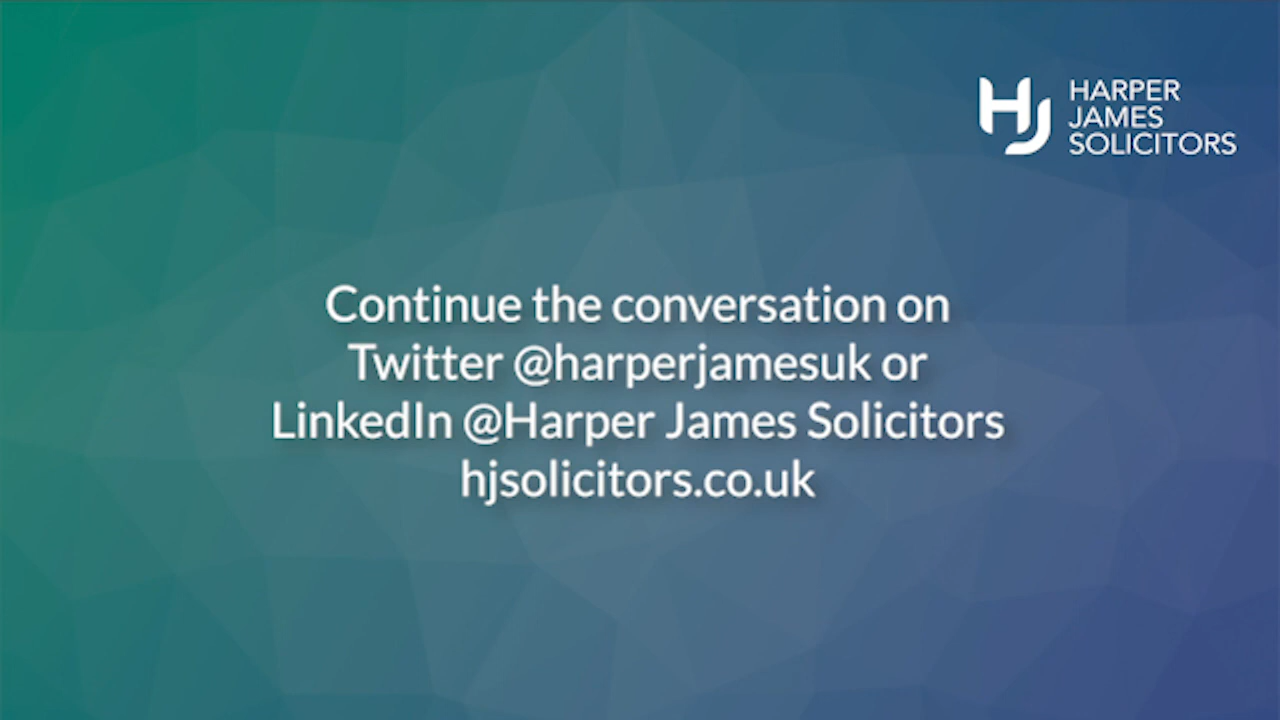 HARPER
JAMES
SOLICITORS
Continue the conversation on
Twitter @harperjamesuk or
LinkedIn @Harper James Solicitors
hjsolicitors.co.uk